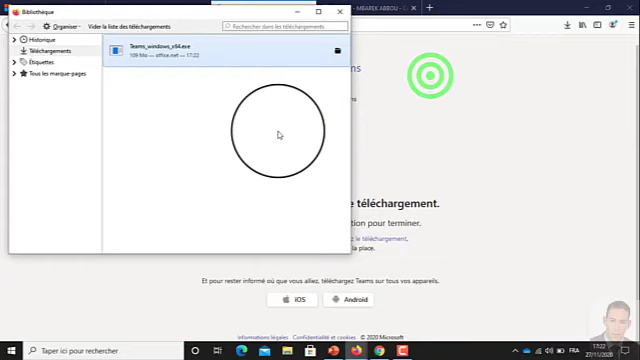 Bibliothèque
Organiser
Vider la liste des téléchargements
Rechercher dans les téléchargements
Historique
Téléchargements
Étiquettes
Tous les marque-pages
Teams_windows_x64.exe
109 Mo — office.net — 17:22
- MBAREK ABBOU -
ms
e téléchargement.
tion pour terminer.
z le téléchargement,
la place.
Et pour rester informé où que vous alliez, téléchargez Teams sur tous vos appareils.
iOS
Android
Informations légales
Confidentialité et cookies
© 2020 Microsoft
Taper ici pour rechercher
FRA
17:22
27/11/2020